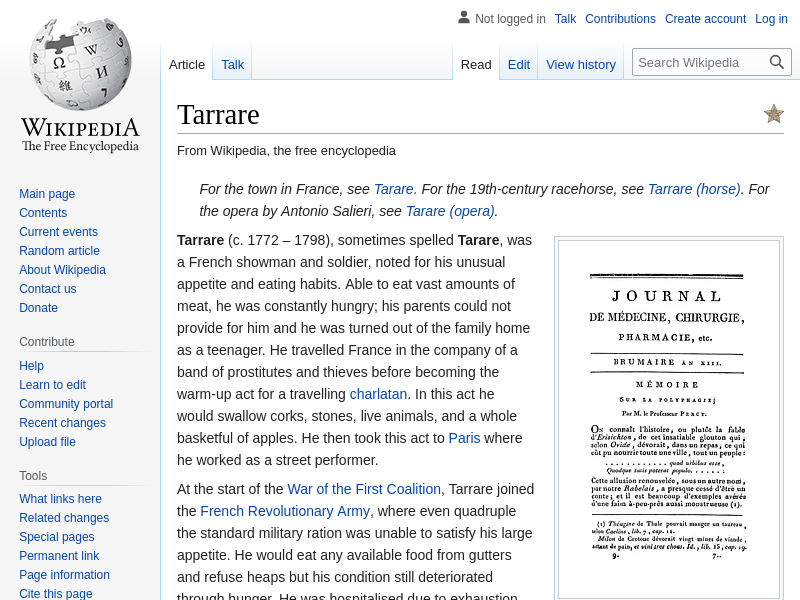 Not logged in Talk Contributions Create account Log in
Article Talk Read Edit View history Search Wikipedia
WIKIPEDIA
The Free Encyclopedia
Main page
Contents
Current events
Random article
About Wikipedia
Contact us
Donate
Contribute
Help
Learn to edit
Community portal
Recent changes
Upload file
Tools
What links here
Related changes
Special pages
Permanent link
Page information
Cite this page
Tarrare
From Wikipedia, the free encyclopedia
For the town in France, see Tarare. For the 19th-century racehorse, see Tarrare (horse). For
the opera by Antonio Salieri, see Tarare (opera).
Tarrare (c. 1772 – 1798), sometimes spelled Tarare, was
a French showman and soldier, noted for his unusual
appetite and eating habits. Able to eat vast amounts of
meat, he was constantly hungry; his parents could not
provide for him and he was turned out of the family home
as a teenager. He travelled France in the company of a
band of prostitutes and thieves before becoming the
warm-up act for a travelling charlatan. In this act he
would swallow corks, stones, live animals, and a whole
basketful of apples. He then took this act to Paris where
he worked as a street performer.
At the start of the War of the First Coalition, Tarrare joined
the French Revolutionary Army, where even quadruple
the standard military ration was unable to satisfy his large
appetite. He would eat any available food from gutters
and refuse heaps but his condition still deteriorated
through hunger. He was hospitalised due to exhaustion
JOURNAL
DE MÉDECINE, CHIRURGIE,
PHARMACIE, etc.
BRUMAIRE AN XIII.
MÉMOIRE
SUR LA POLYPHAGIE;
Par M. le Professeur PERCY.
ON connaît l'histoire, ou plutôt la fable
d'Erisichton, de cet insatiable glouton qui,
selon Ovide, dévorait, dans un repas, ce qui
eût pu nourrir toute une ville, tout un peuple:
. . . . . . . . . . . quod urbibus esse,
Quodque satis poterat populo. . . . . .
Cette allusion renouvelée, sous un autre nom,
par notre Rabelais, a presque cessé d'être un
conte; et il est beaucoup d'exemples avérés
d'une faim à-peu-près aussi monstrueuse (1).
(1) Théagène de Thale pouvait manger un taureau,
selon Caelius, lib. 7, cap. 11.
Milon de Crotone dévorait vingt mines de viande,
autant de pain, et vini tres choas. Id., lib. 15, cap. 19.
9. 7..